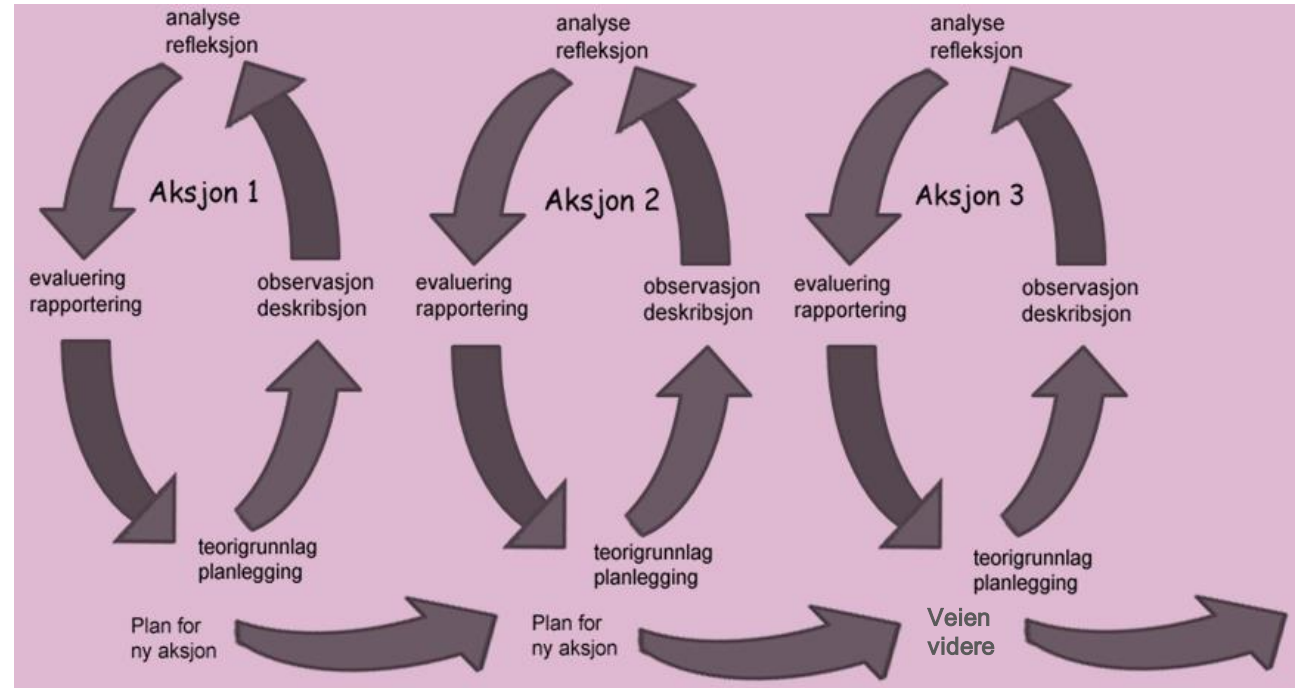 analyse
refleksjon
Aksjon 1
evaluering
rapportering
observasjon
deskribsjon
teorigrunnlag
planlegging
Plan for
ny aksjon
analyse
refleksjon
Aksjon 2
evaluering
rapportering
observasjon
deskribsjon
teorigrunnlag
planlegging
Plan for
ny aksjon
analyse
refleksjon
Aksjon 3
evaluering
rapportering
observasjon
deskribsjon
teorigrunnlag
planlegging
Veien
videre